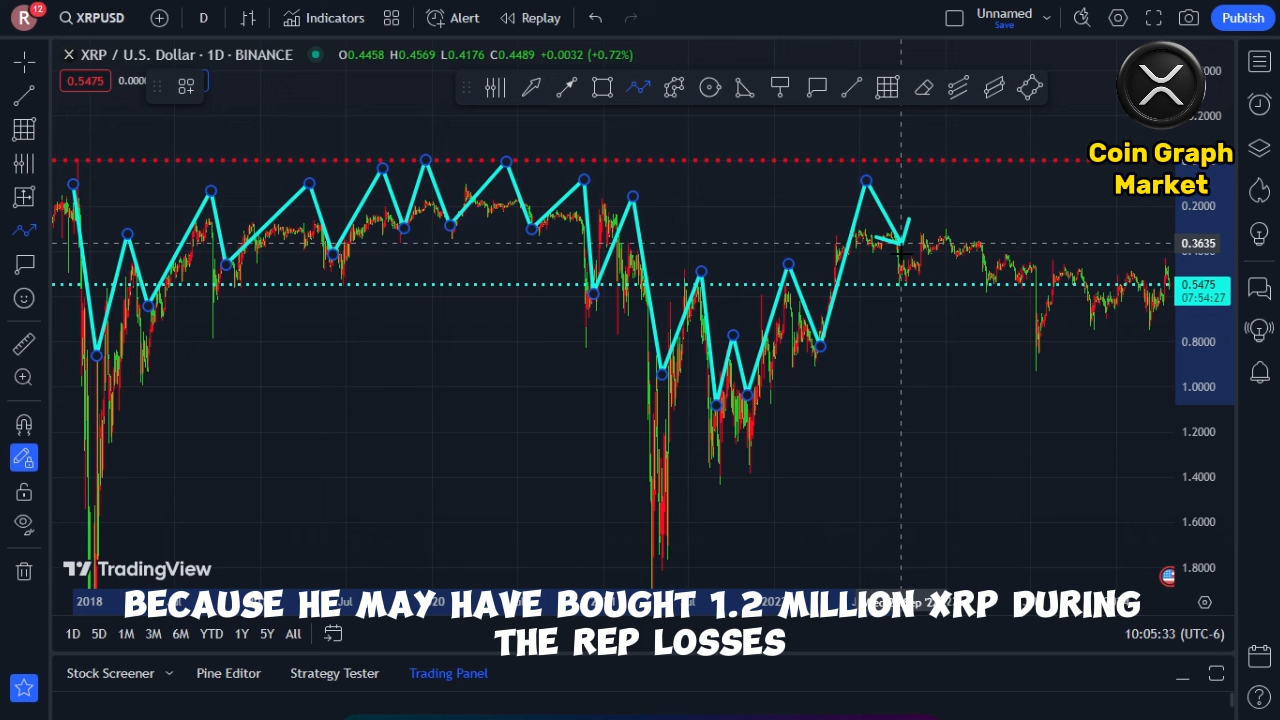 R
12
XRPUSD
D
Indicators
Alert
Replay
Unnamed
Save
Publish
XRP / U.S. Dollar · 1D · BINANCE
O0.4458 H0.4569 L0.4176 C0.4489 +0.0032 (+0.72%)
0.5475
Coin Graph
Market
0.2000
0.3635
0.5475
07:54:27
0.8000
1.0000
1.2000
1.4000
1.6000
1.8000
TradingView
2018
Jul
BECAUSE HE MAY HAVE BOUGHT 1.2 MILLION XRP DURING
THE REP LOSSES
1D 5D 1M 3M 6M YTD 1Y 5Y All
10:05:33 (UTC-6)
Stock Screener Pine Editor Strategy Tester Trading Panel